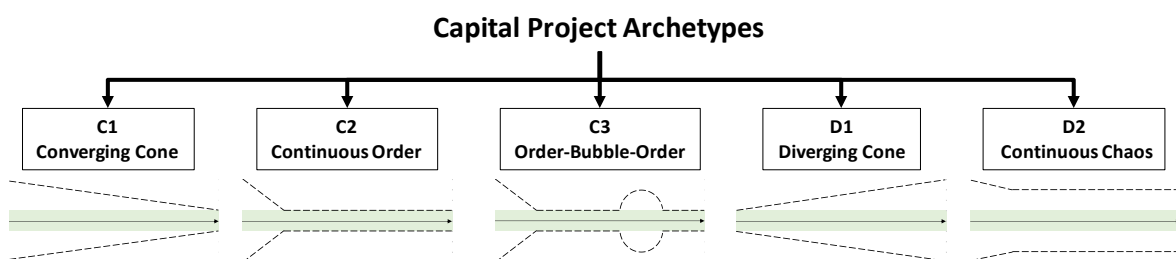 Capital Project Archetypes
C1
Converging Cone
C2
Continuous Order
C3
Order-Bubble-Order
D1
Diverging Cone
D2
Continuous Chaos